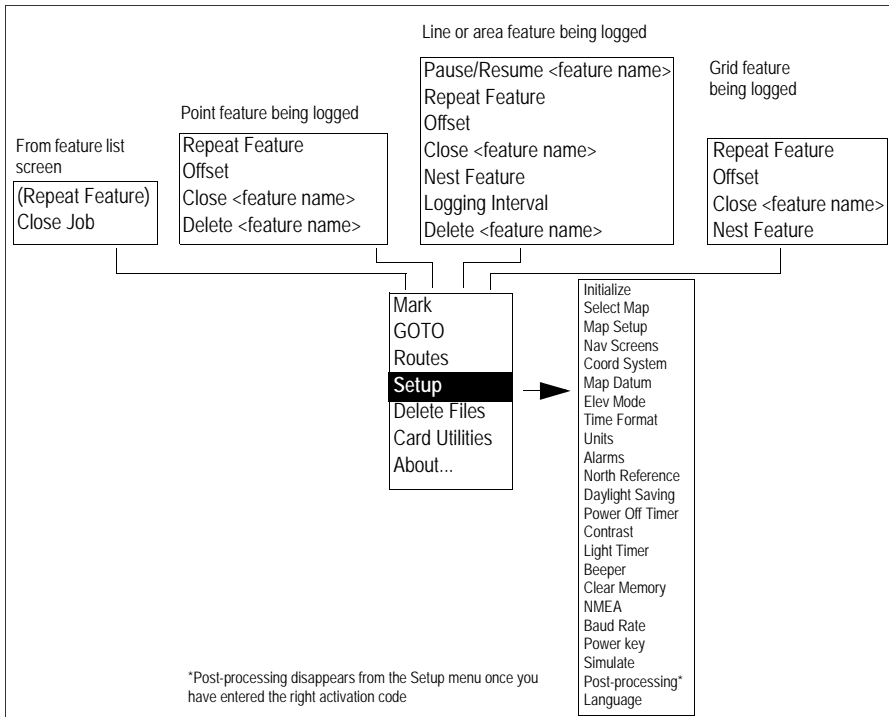 Line or area feature being logged
Pause/Resume <feature name>
Repeat Feature
Offset
Close <feature name>
Nest Feature
Logging Interval
Delete <feature name>
Grid feature
being logged
Repeat Feature
Offset
Close <feature name>
Nest Feature
Point feature being logged
Repeat Feature
Offset
Close <feature name>
Delete <feature name>
From feature list
screen
(Repeat Feature)
Close Job
Mark
GOTO
Routes
Setup
Delete Files
Card Utilities
About...
Initialize
Select Map
Map Setup
Nav Screens
Coord System
Map Datum
Elev Mode
Time Format
Units
Alarms
North Reference
Daylight Saving
Power Off Timer
Contrast
Light Timer
Beeper
Clear Memory
NMEA
Baud Rate
Power key
Simulate
Post-processing*
Language
*Post-processing disappears from the Setup menu once you
have entered the right activation code